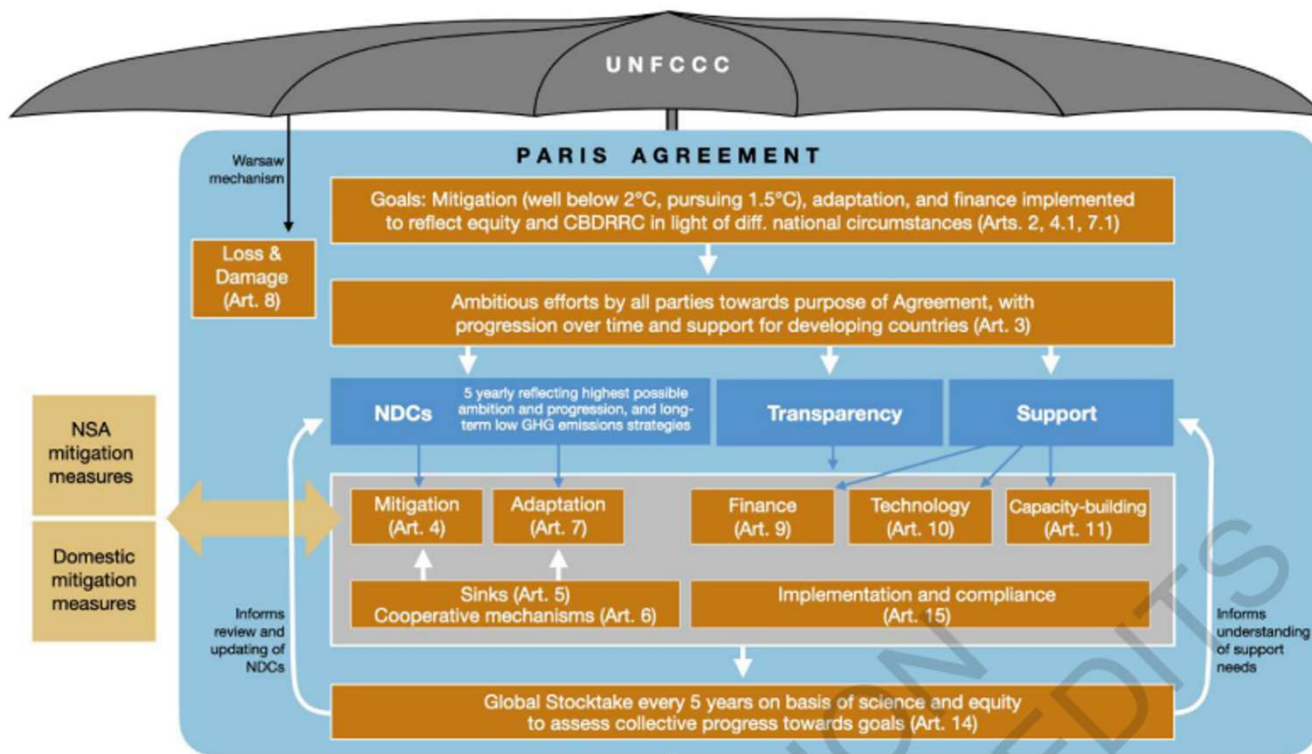 UNFCCC
PARIS AGREEMENT
Warsaw
mechanism
Goals: Mitigation (well below 2°C, pursuing 1.5°C), adaptation, and finance implemented
to reflect equity and CBDRRC in light of diff. national circumstances (Arts. 2, 4.1, 7.1)
Loss &
Damage
(Art. 8)
Ambitious efforts by all parties towards purpose of Agreement, with
progression over time and support for developing countries (Art. 3)
NDCs
5 yearly reflecting highest possible
ambition and progression, and long-
term low GHG emissions strategies
Transparency
Support
NSA
mitigation
measures
Domestic
mitigation
measures
Mitigation
(Art. 4)
Adaptation
(Art. 7)
Finance
(Art. 9)
Technology
(Art. 10)
Capacity-building
(Art. 11)
Sinks (Art. 5)
Cooperative mechanisms (Art. 6)
Implementation and compliance
(Art. 15)
Informs
review and
updating of
NDCs
Informs
understanding
of support
needs
Global Stocktake every 5 years on basis of science and equity
to assess collective progress towards goals (Art. 14)